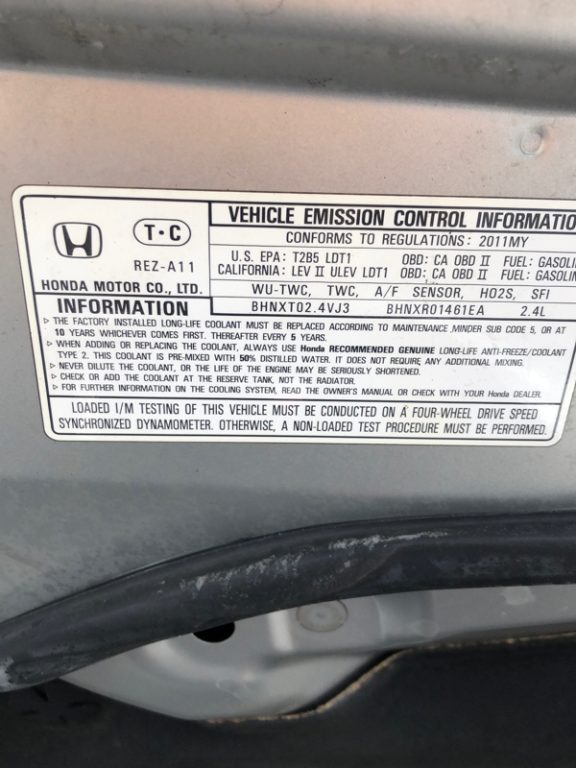 T•C
REZ-A11
HONDA MOTOR CO., LTD.
VEHICLE EMISSION CONTROL INFORMATIO
CONFORMS TO REGULATIONS: 2011MY
U.S. EPA: T2B5 LDT1 OBD: CA OBD II FUEL: GASOLI
CALIFORNIA: LEV II ULEV LDT1 OBD: CA OBD II FUEL: GASOLIN
WU-TWC, TWC, A/F SENSOR, HO2S, SFI
BHNXT02.4VJ3 BHNXR01461EA 2.4L
INFORMATION
▷ THE FACTORY INSTALLED LONG-LIFE COOLANT MUST BE REPLACED ACCORDING TO MAINTENANCE MINDER SUB CODE 5, OR AT
10 YEARS WHICHEVER COMES FIRST. THEREAFTER EVERY 5 YEARS.
▷ WHEN ADDING OR REPLACING THE COOLANT, ALWAYS USE Honda RECOMMENDED GENUINE LONG-LIFE ANTI-FREEZE/COOLANT
TYPE 2. THIS COOLANT IS PRE-MIXED WITH 50% DISTILLED WATER. IT DOES NOT REQUIRE ANY ADDITIONAL MIXING.
▷ NEVER DILUTE THE COOLANT, OR THE LIFE OF THE ENGINE MAY BE SERIOUSLY SHORTENED.
▷ CHECK OR ADD THE COOLANT AT THE RESERVE TANK, NOT THE RADIATOR.
▷ FOR FURTHER INFORMATION ON THE COOLING SYSTEM, READ THE OWNER'S MANUAL OR CHECK WITH YOUR Honda DEALER.
LOADED I/M TESTING OF THIS VEHICLE MUST BE CONDUCTED ON A FOUR-WHEEL DRIVE SPEED
SYNCHRONIZED DYNAMOMETER. OTHERWISE, A NON-LOADED TEST PROCEDURE MUST BE PERFORMED.